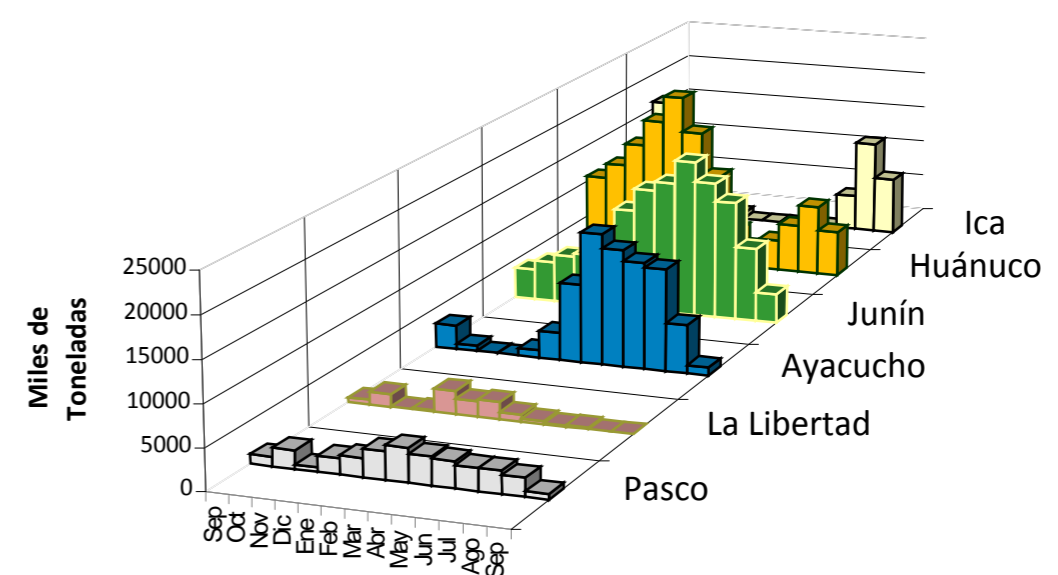 25000
20000
15000
10000
5000
0
Miles de
Toneladas
Sep
Oct
Nov
Dic
Ene
Feb
Mar
Abr
May
Jun
Jul
Ago
Sep
Ica
Huánuco
Junín
Ayacucho
La Libertad
Pasco